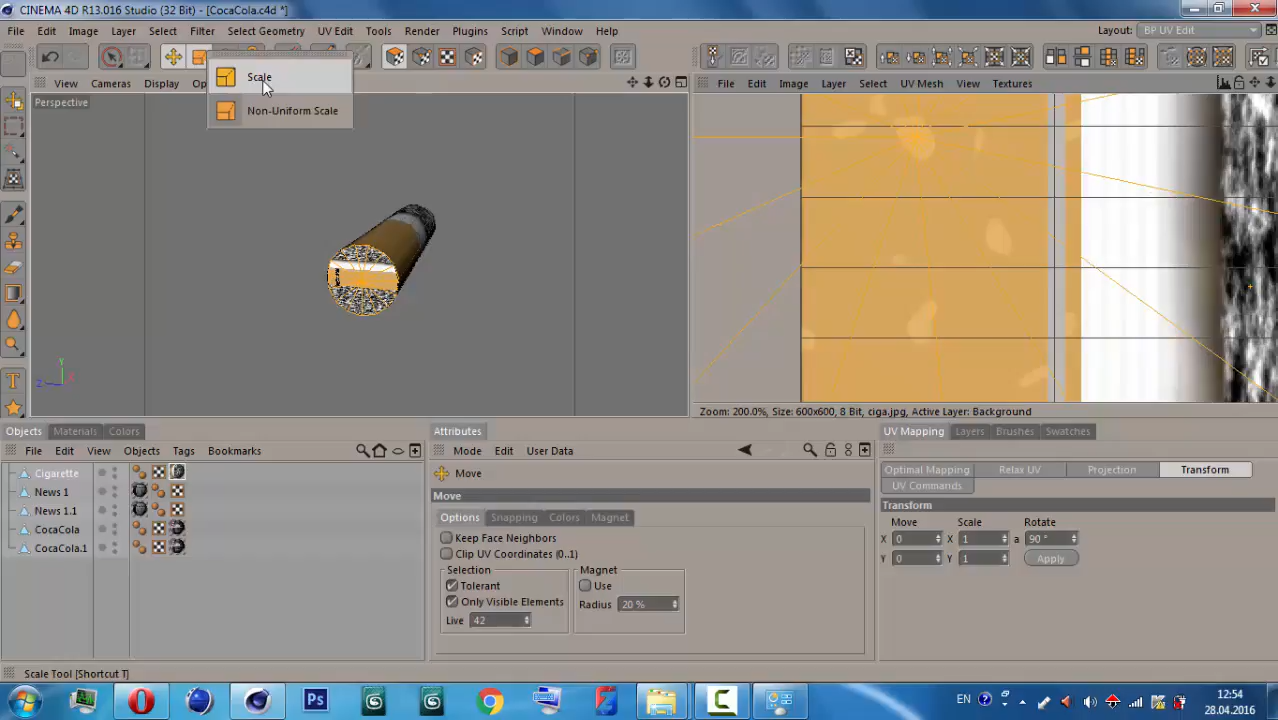 CINEMA 4D R13.016 Studio (32 Bit) - [CocaCola.c4d *]
File Edit Image Layer Select Filter Select Geometry UV Edit Tools Render Plugins Script Window Help Layout: BP UV Edit
View Cameras Display Op
Scale
Non-Uniform Scale
File Edit Image Layer Select UV Mesh View Textures
Perspective
Zoom: 200.0%, Size: 600x600, 8 Bit, ciga.jpg, Active Layer: Background
Objects Materials Colors
File Edit View Objects Tags Bookmarks
Cigarette
News 1
News 1.1
CocaCola
CocaCola.1
Attributes
Mode Edit User Data
Move
Move
Options Snapping Colors Magnet
Keep Face Neighbors
Clip UV Coordinates (0..1)
Selection
Tolerant
Only Visible Elements
Live 42
Magnet
Use
Radius 20 %
UV Mapping Layers Brushes Swatches
Optimal Mapping Relax UV Projection Transform
UV Commands
Transform
Move Scale Rotate
X 0 X 1 a 90 °
Y 0 Y 1 Apply
Scale Tool [Shortcut T]
X
Y
Z
Ps
EN
12:54
28.04.2016